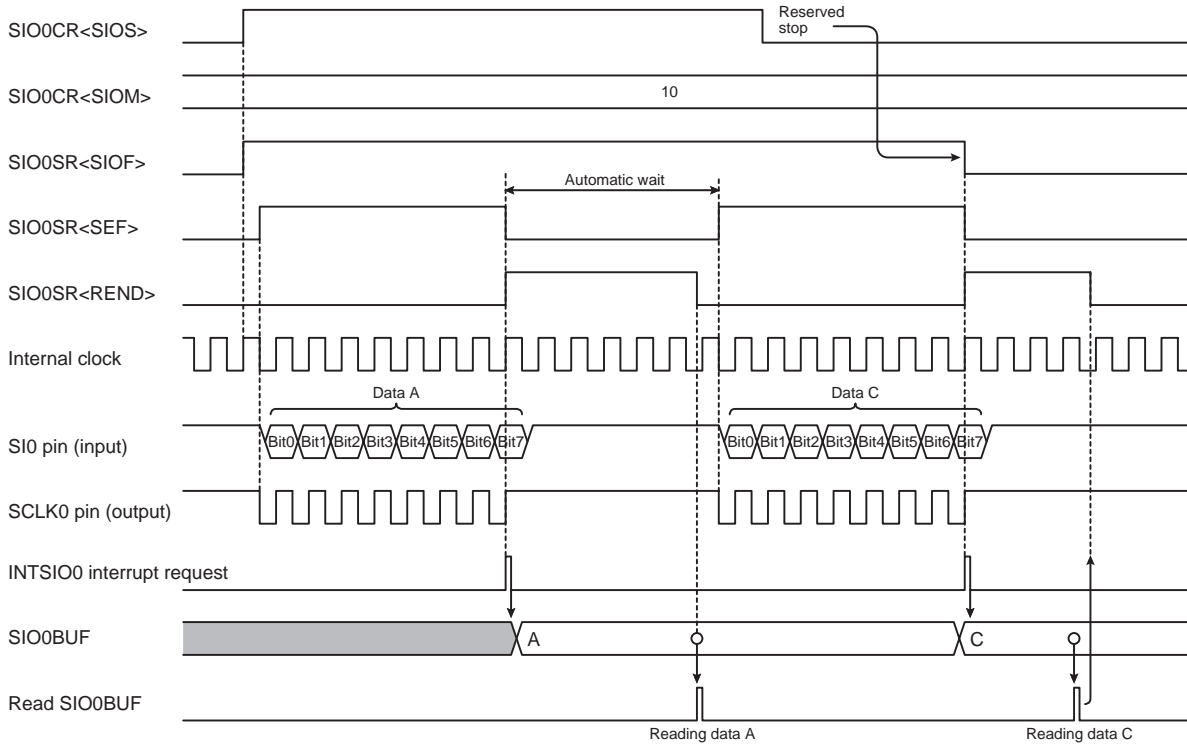 Reserved
stop
SIO0CR<SIOS>
SIO0CR<SIOM>
10
SIO0SR<SIOF>
Automatic wait
SIO0SR<SEF>
SIO0SR<REND>
Internal clock
Data A
Data C
SI0 pin (input)
Bit0 Bit1 Bit2 Bit3 Bit4 Bit5 Bit6 Bit7
Bit0 Bit1 Bit2 Bit3 Bit4 Bit5 Bit6 Bit7
SCLK0 pin (output)
INTSIO0 interrupt request
SIO0BUF
A
C
Read SIO0BUF
Reading data A
Reading data C